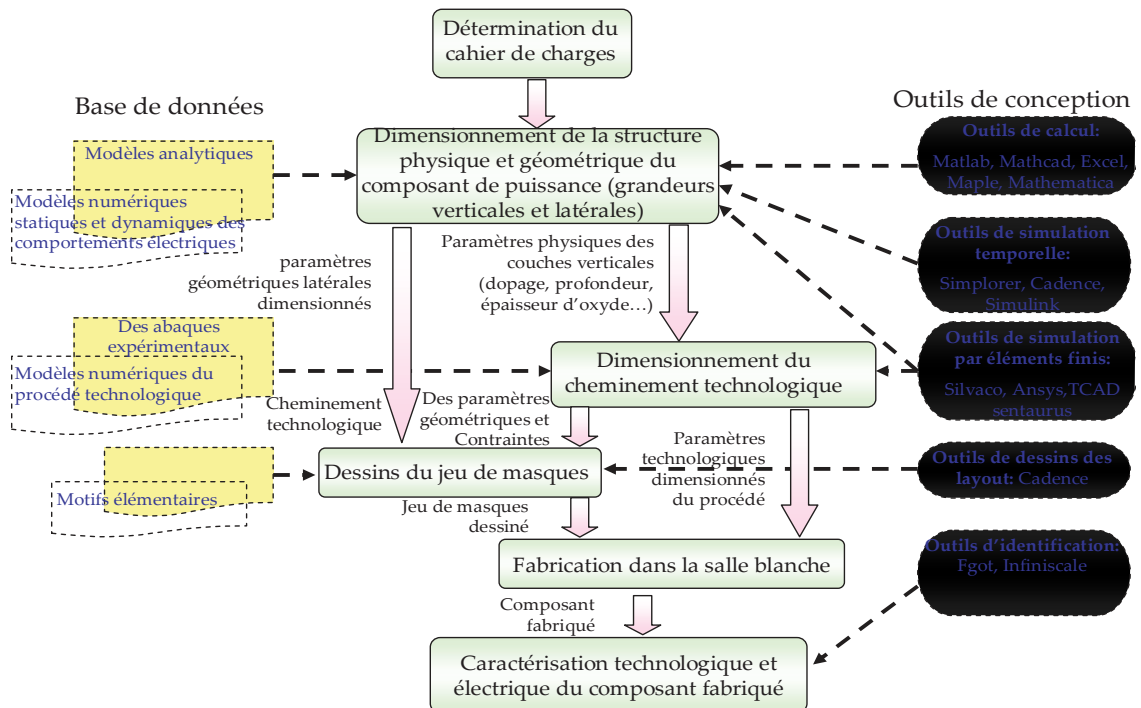 Détermination du
cahier de charges
Base de données
Outils de conception
Modèles analytiques
Modèles numériques
statiques et dynamiques des
comportements électriques
Dimensionnement de la structure
physique et géométrique du
composant de puissance (grandeurs
verticales et latérales)
Outils de calcul:
Matlab, Mathcad, Excel,
Maple, Mathematica
Outils de simulation
temporelle:
Simplorer, Cadence,
Simulink
paramètres
géométriques latérales
dimensionnés
Paramètres physiques des
couches verticales
(dopage, profondeur,
épaisseur d’oxyde…)
Des abaques
expérimentaux
Modèles numériques du
procédé technologique
Dimensionnement du
cheminement technologique
Outils de simulation
par éléments finis:
Silvaco, Ansys,TCAD
sentaurus
Cheminement
technologique
Des paramètres
géométriques et
Contraintes
Paramètres
technologiques
dimensionnés
du procédé
Motifs élémentaires
Dessins du jeu de masques
Outils de dessins des
layout: Cadence
Jeu de masques
dessiné
Fabrication dans la salle blanche
Outils d’identification:
Fgot, Infiniscale
Composant
fabriqué
Caractérisation technologique et
électrique du composant fabriqué